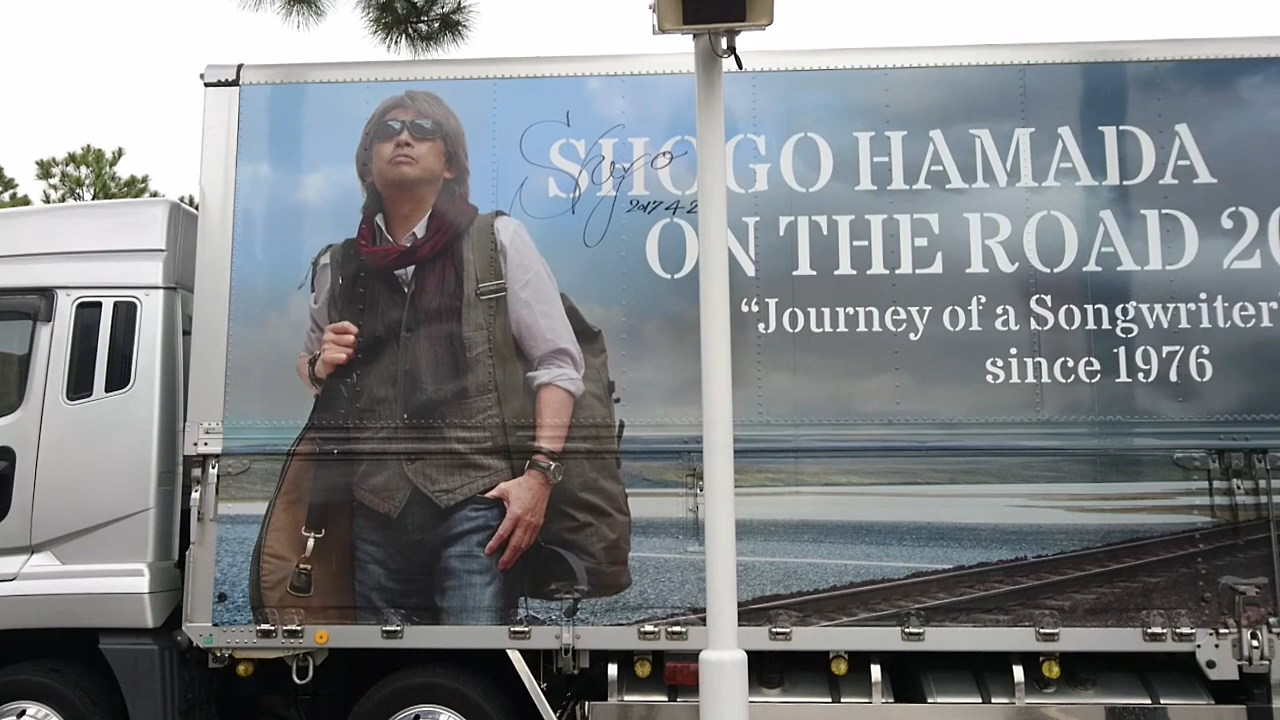 SHOGO HAMADA
Shogo
2017 4-2
ON THE ROAD 20
“Journey of a Songwriter”
since 1976